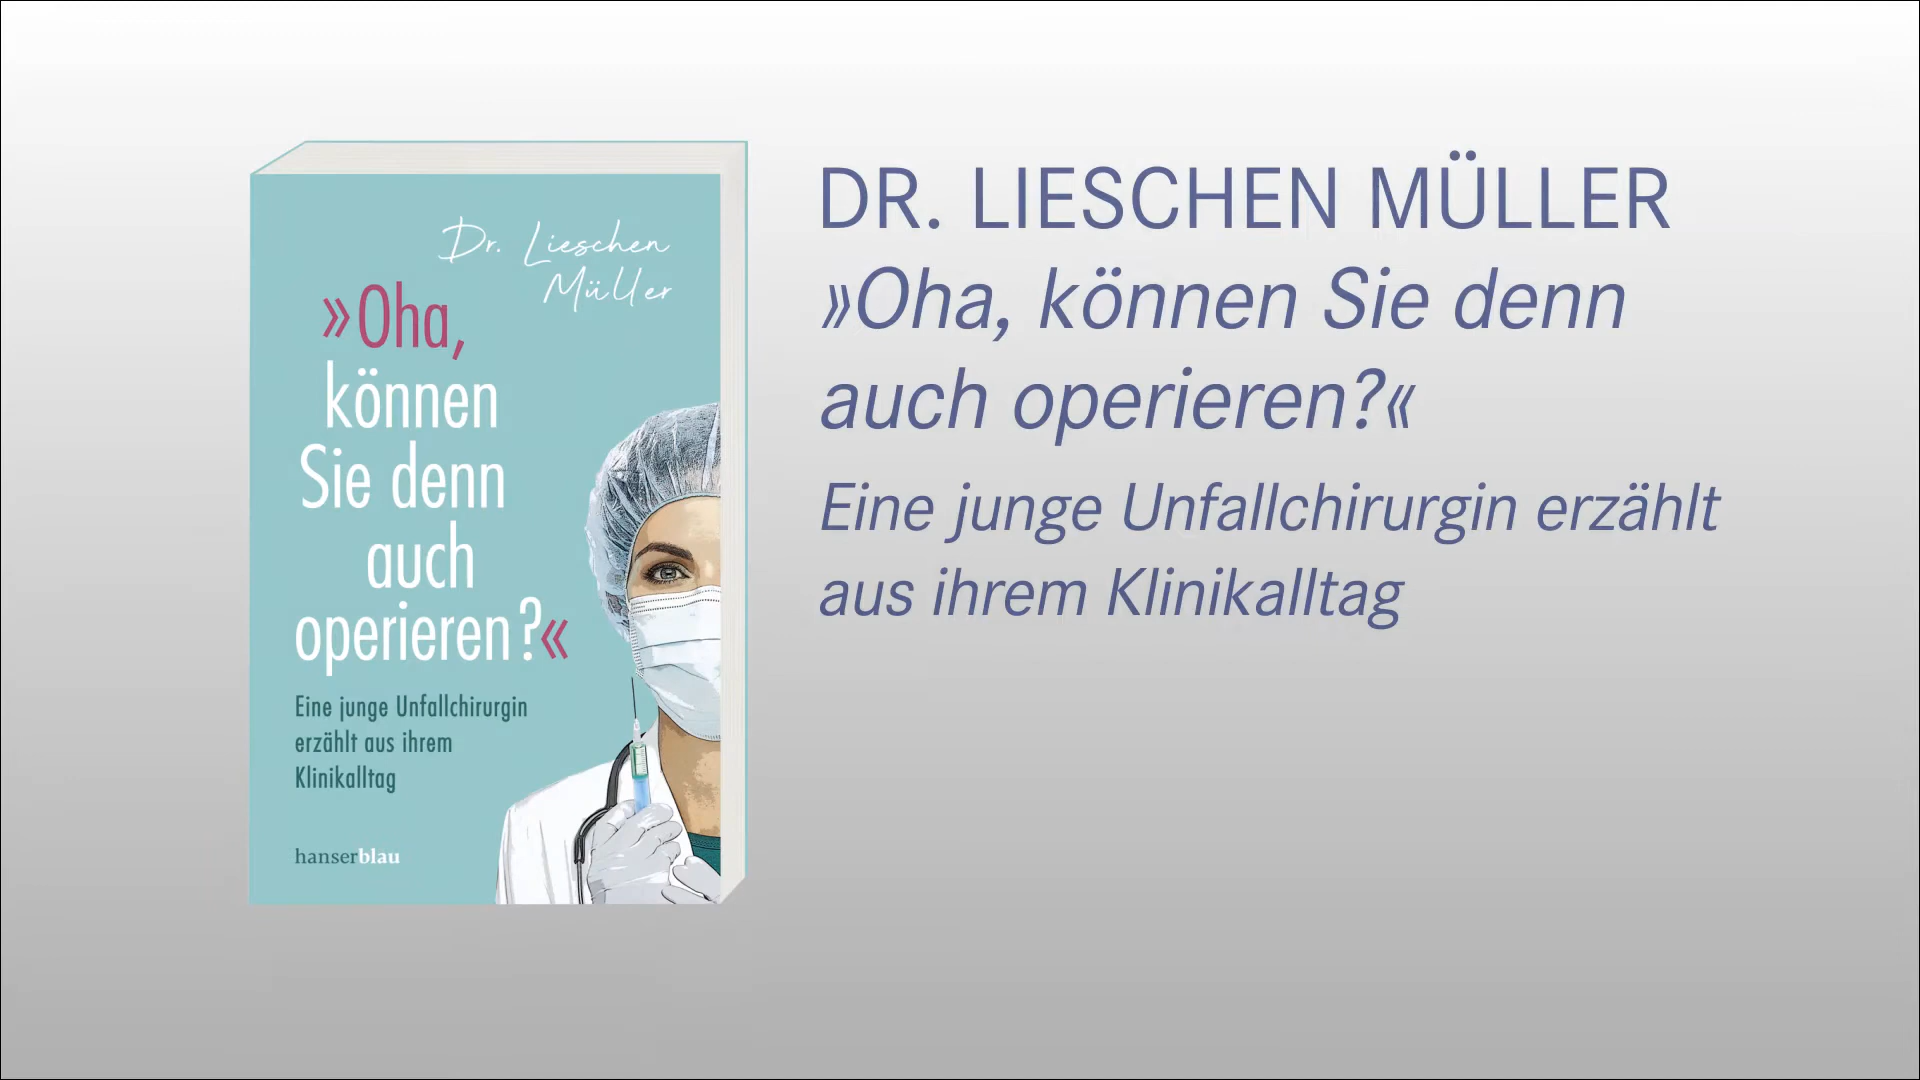 Dr. Lieschen
Müller
»Oha,
können
Sie denn
auch
operieren?«
Eine junge Unfallchirurgin
erzählt aus ihrem
Klinikalltag
hanserblau
DR. LIESCHEN MÜLLER
»Oha, können Sie denn
auch operieren?«
Eine junge Unfallchirurgin erzählt
aus ihrem Klinikalltag